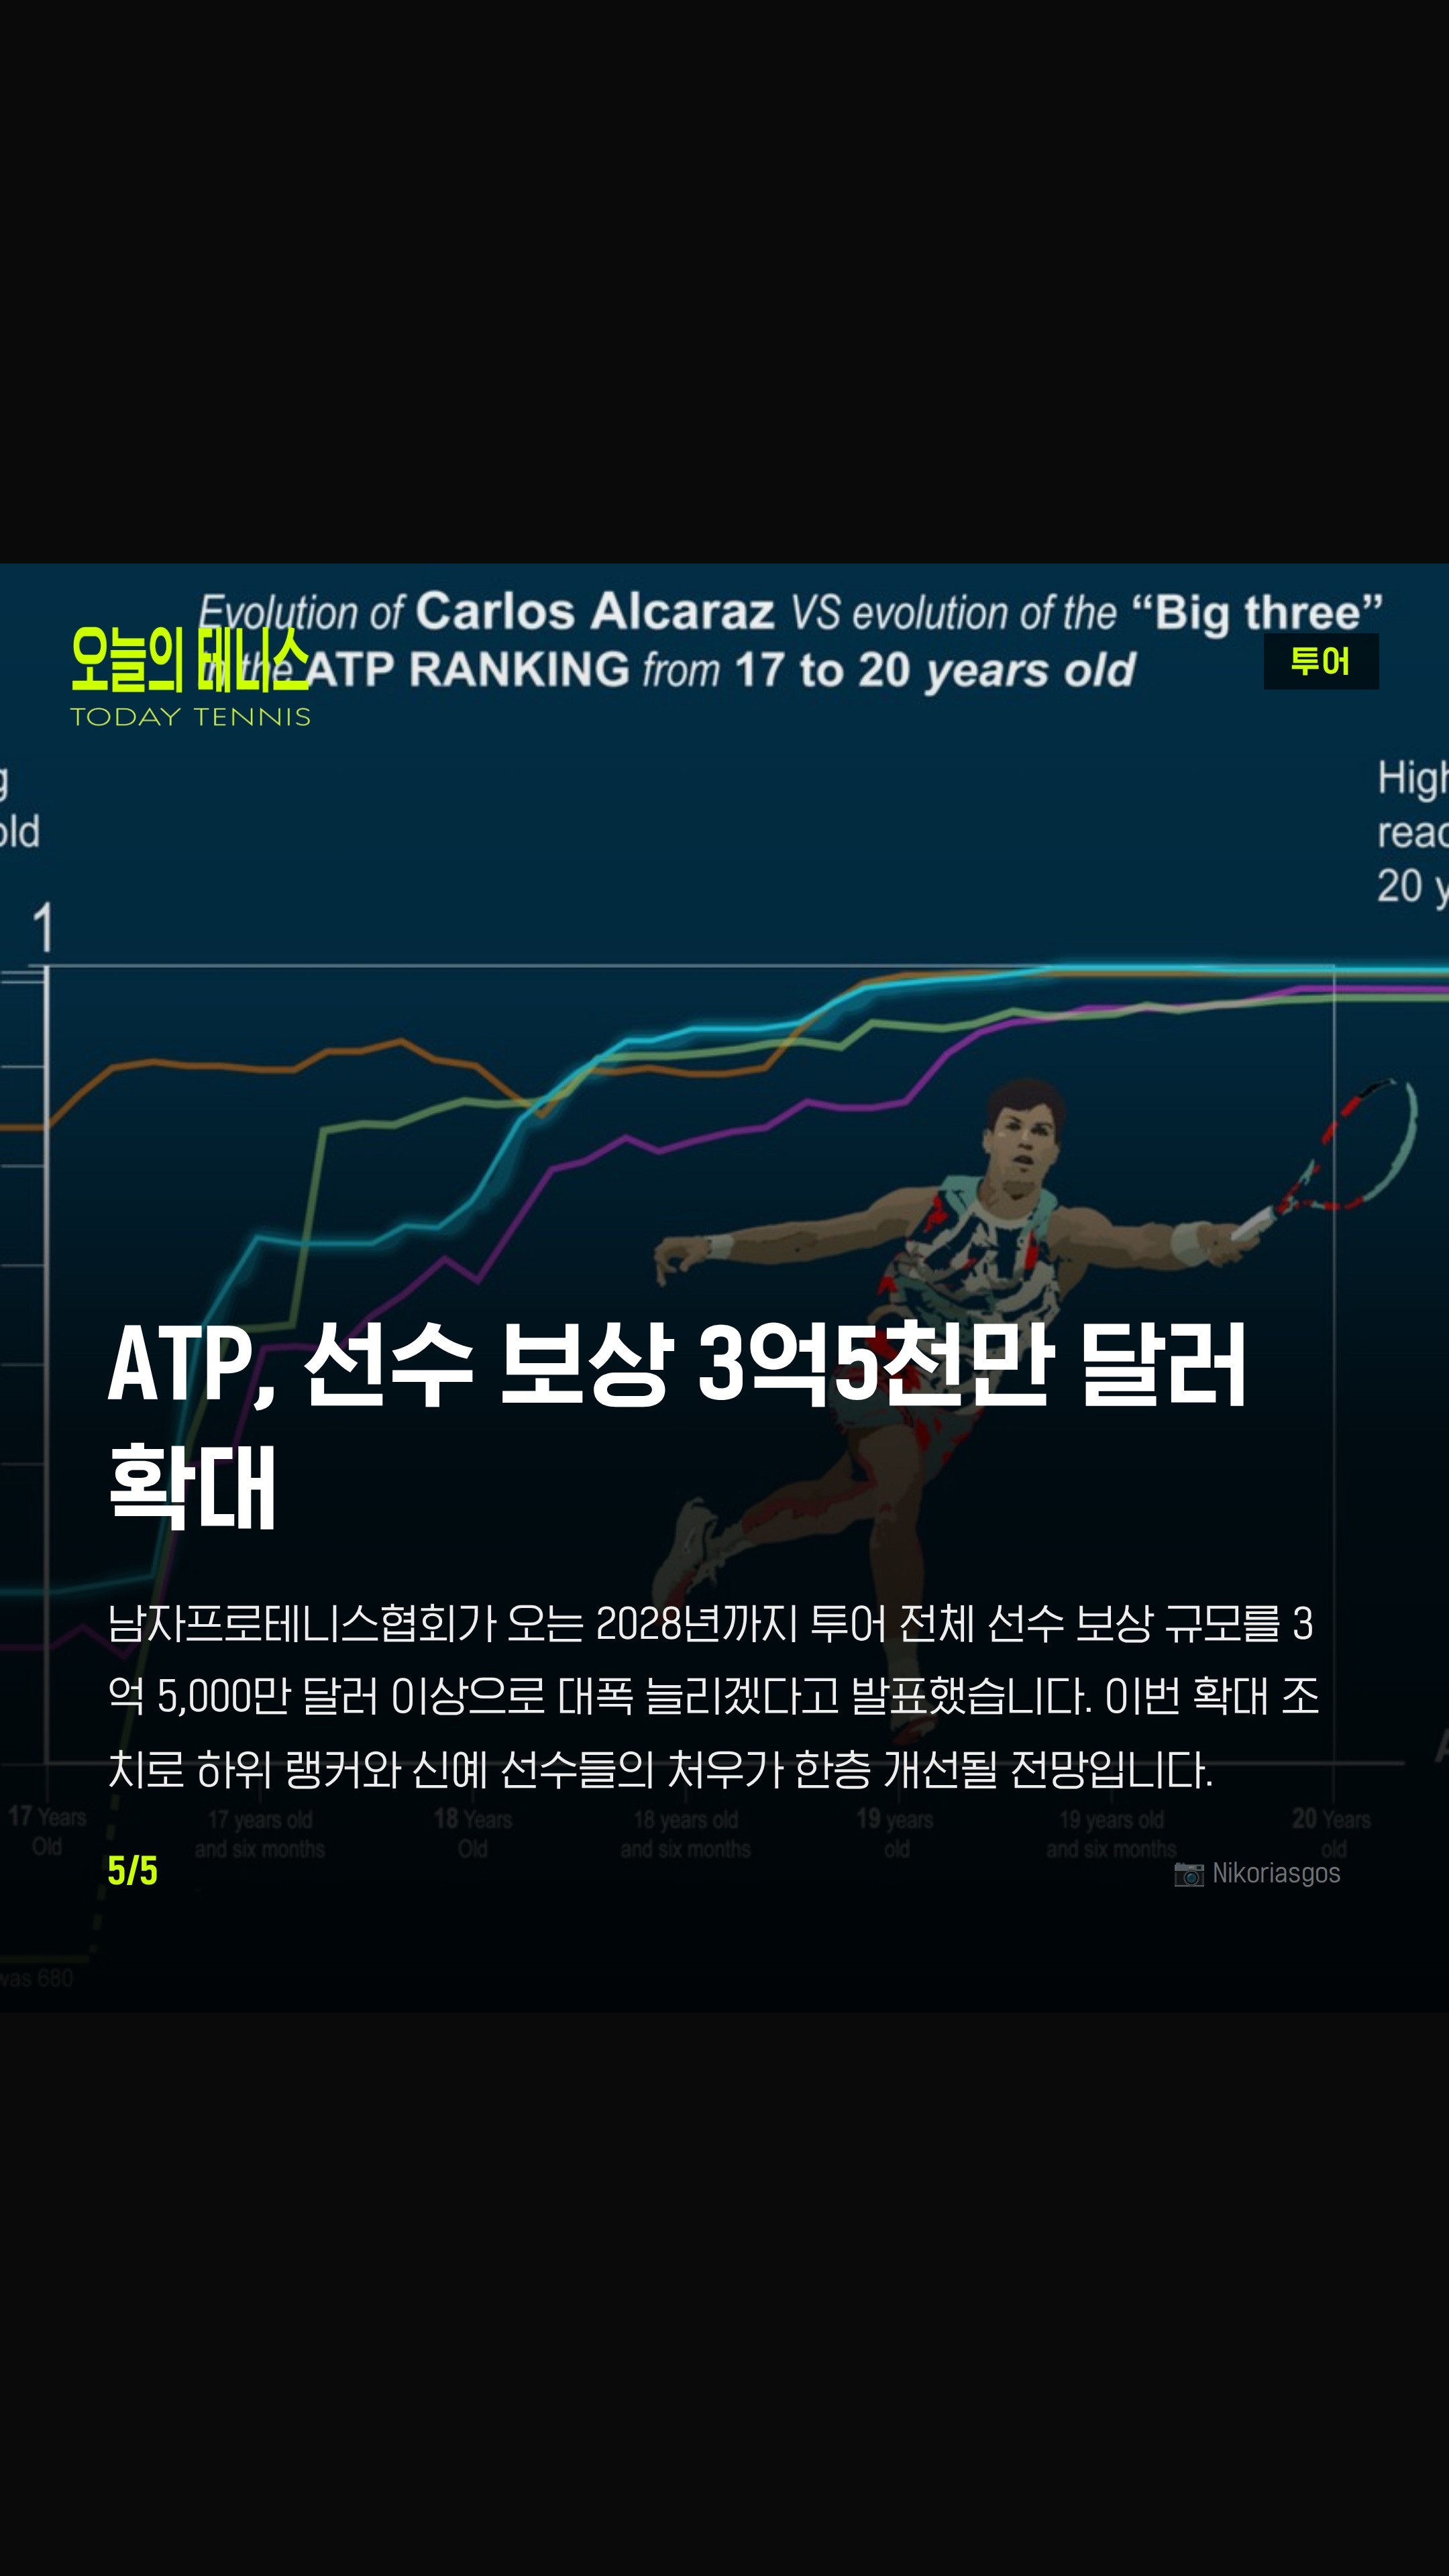 Evolution of Carlos Alcaraz VS evolution of the “Big three”
in the ATP RANKING from 17 to 20 years old
오늘의 테니스
TODAY TENNIS
투어
old
High
20 y
1
ATP, 선수 보상 3억5천만 달러
확대
남자프로테니스협회가 오는 2028년까지 투어 전체 선수 보상 규모를 3
억 5,000만 달러 이상으로 대폭 늘리겠다고 발표했습니다. 이번 확대 조
치로 하위 랭커와 신예 선수들의 처우가 한층 개선될 전망입니다.
17 Years
Old
17 years old
and six months
18 Years
Old
18 years old
and six months
19 years
old
19 years old
and six months
20 Years
old
5/5
Nikoriasgos
was 680